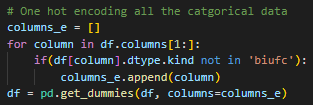 # One hot encoding all the catgorical data
columns_e = []
for column in df.columns[1:]:
    if(df[column].dtype.kind not in 'biufc'):
        columns_e.append(column)
df = pd.get_dummies(df, columns=columns_e)